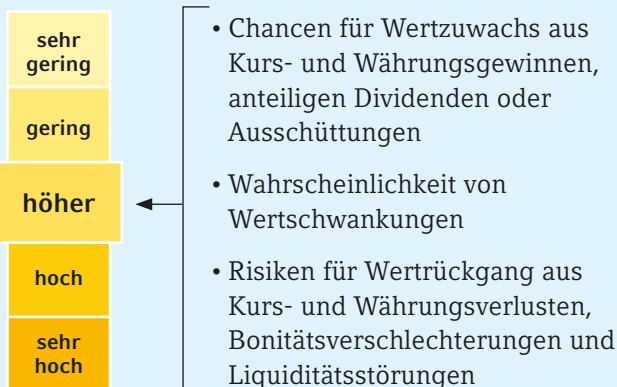 sehr
gering
gering
höher
hoch
sehr
hoch
• Chancen für Wertzuwachs aus
Kurs- und Währungsgewinnen,
anteiligen Dividenden oder
Ausschüttungen
• Wahrscheinlichkeit von
Wertschwankungen
• Risiken für Wertrückgang aus
Kurs- und Währungsverlusten,
Bonitätsverschlechterungen und
Liquiditätsstörungen